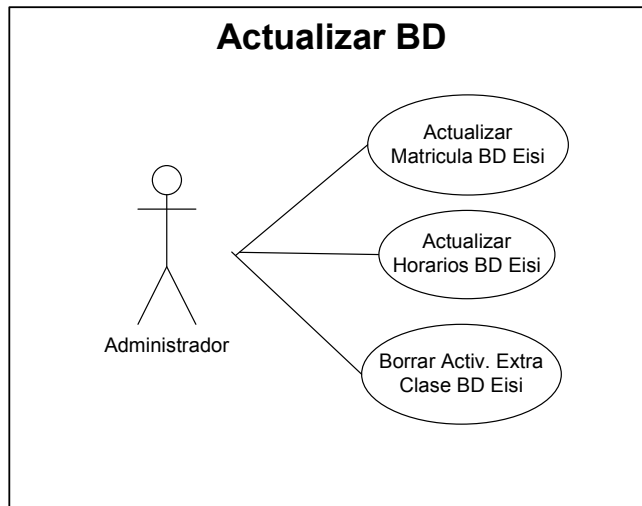 Actualizar BD
Actualizar
Matricula BD Eisi
Actualizar
Horarios BD Eisi
Administrador
Borrar Activ. Extra
Clase BD Eisi